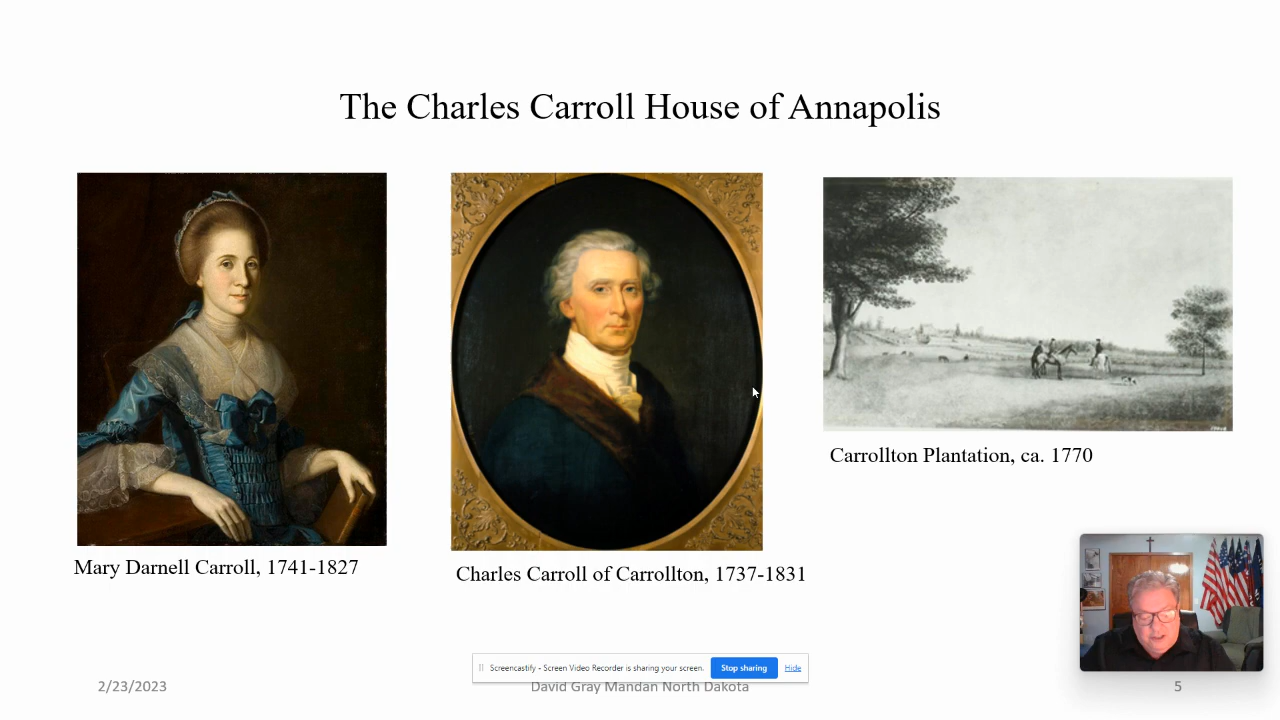 The Charles Carroll House of Annapolis
Carrollton Plantation, ca. 1770
Mary Darnell Carroll, 1741-1827
Charles Carroll of Carrollton, 1737-1831
Screencastify - Screen Video Recorder is sharing your screen.
Stop sharing
Hide
2/23/2023
David Gray Mandan North Dakota
5